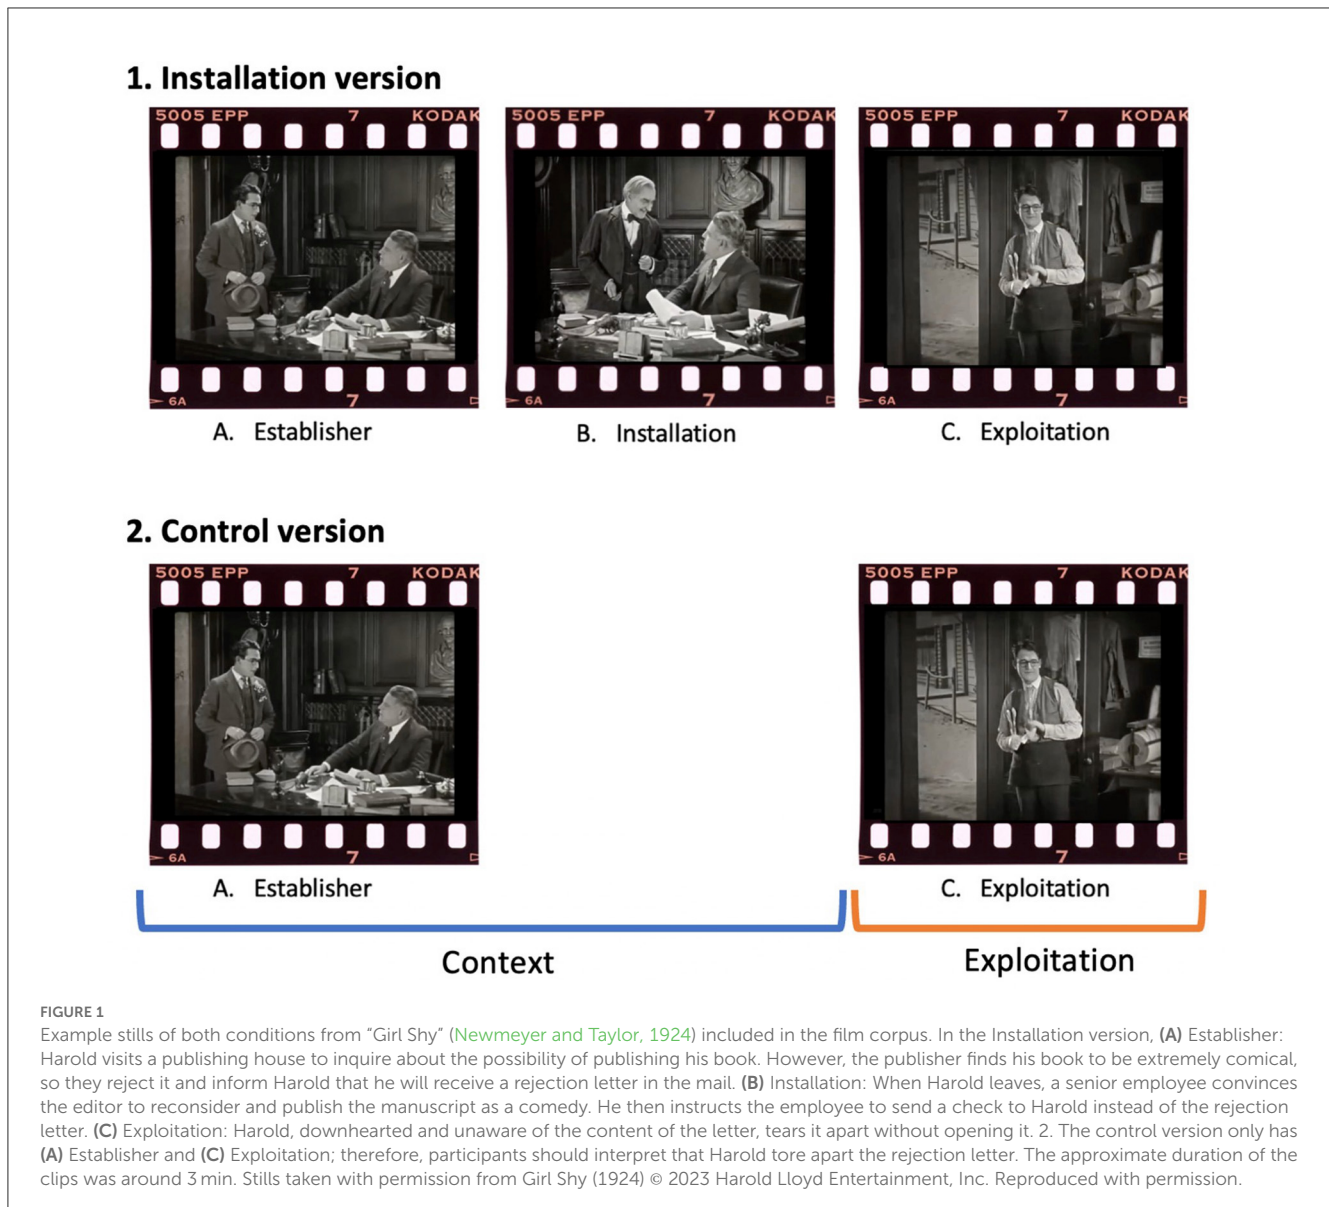 1. Installation version
5005 EPP 7 KODAK
5005 EPP 7 KODAK
5005 EPP 7 KODAK
6A 7
6A 7
6A 7
A. Establisher
B. Installation
C. Exploitation
2. Control version
5005 EPP 7 KODAK
5005 EPP 7 KODAK
6A 7
6A 7
A. Establisher
C. Exploitation
Context
Exploitation
FIGURE 1
Example stills of both conditions from “Girl Shy” (Newmeyer and Taylor, 1924) included in the film corpus. In the Installation version, (A) Establisher:
Harold visits a publishing house to inquire about the possibility of publishing his book. However, the publisher finds his book to be extremely comical,
so they reject it and inform Harold that he will receive a rejection letter in the mail. (B) Installation: When Harold leaves, a senior employee convinces
the editor to reconsider and publish the manuscript as a comedy. He then instructs the employee to send a check to Harold instead of the rejection
letter. (C) Exploitation: Harold, downhearted and unaware of the content of the letter, tears it apart without opening it. 2. The control version only has
(A) Establisher and (C) Exploitation; therefore, participants should interpret that Harold tore apart the rejection letter. The approximate duration of the
clips was around 3 min. Stills taken with permission from Girl Shy (1924) © 2023 Harold Lloyd Entertainment, Inc. Reproduced with permission.